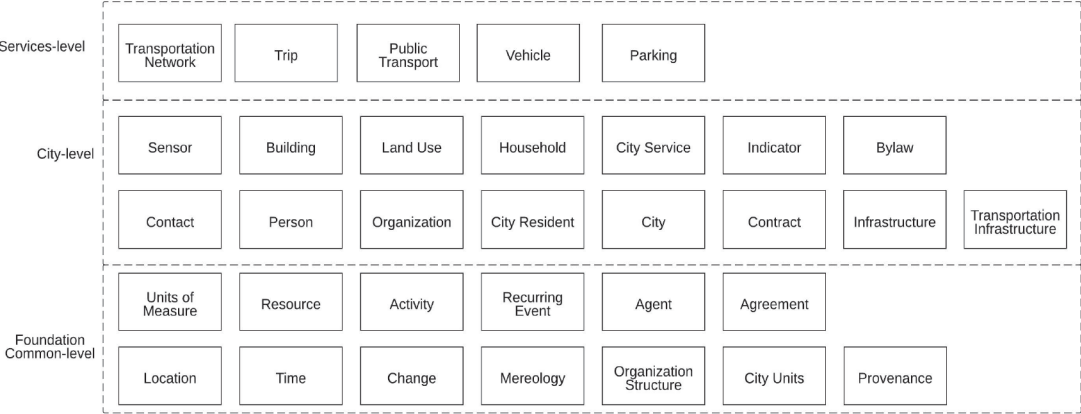 Services-level
Transportation
Network
Trip
Public
Transport
Vehicle
Parking
City-level
Sensor
Building
Land Use
Household
City Service
Indicator
Bylaw
Contact
Person
Organization
City Resident
City
Contract
Infrastructure
Transportation
Infrastructure
Foundation
Common-level
Units of
Measure
Resource
Activity
Recurring
Event
Agent
Agreement
Location
Time
Change
Mereology
Organization
Structure
City Units
Provenance